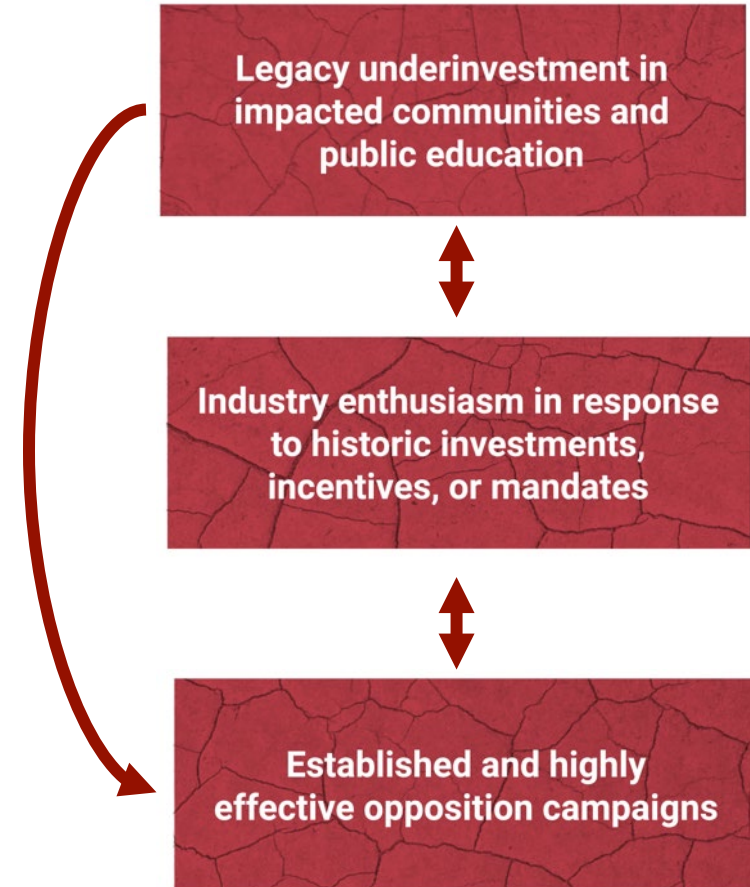 Legacy underinvestment in
impacted communities and
public education
Industry enthusiasm in response
to historic investments,
incentives, or mandates
Established and highly
effective opposition campaigns